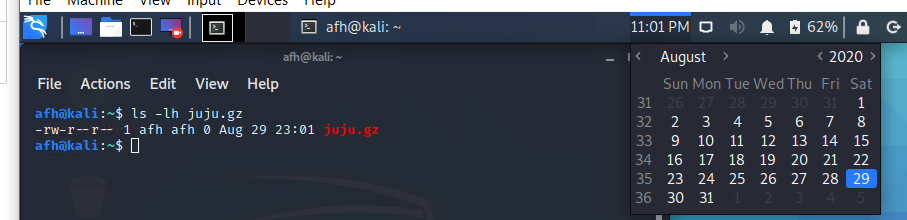 File Machine View Input Devices Help
afh@kali: ~ 11:01 PM 62%
afh@kali: ~
File Actions Edit View Help
afh@kali:~$ ls -lh juju.gz
-rw-r--r-- 1 afh afh 0 Aug 29 23:01 juju.gz
afh@kali:~$
August 2020
Sun Mon Tue Wed Thu Fri Sat
31 26 27 28 29 30 31 1
32 2 3 4 5 6 7 8
33 9 10 11 12 13 14 15
34 16 17 18 19 20 21 22
35 23 24 25 26 27 28 29
36 30 31 1 2 3 4 5